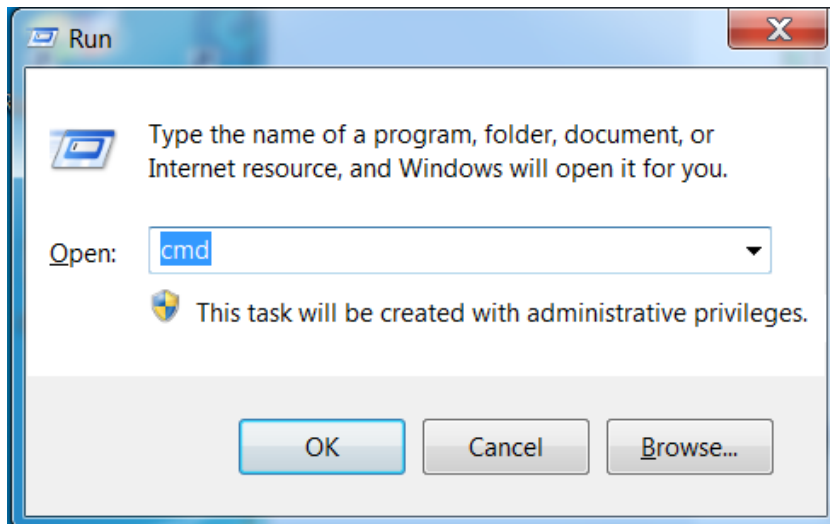 Run
Type the name of a program, folder, document, or
Internet resource, and Windows will open it for you.
Open: cmd
This task will be created with administrative privileges.
OK Cancel Browse...